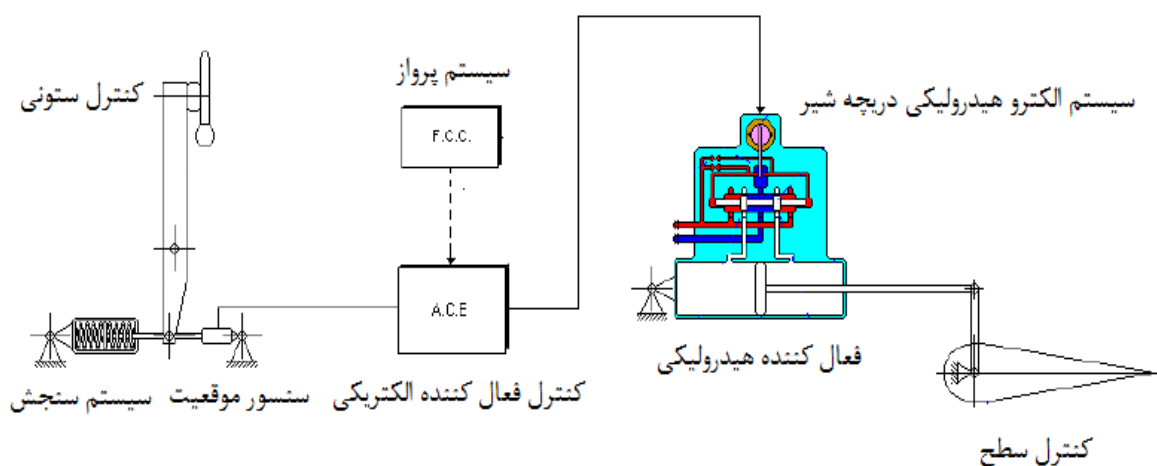 سیستم پرواز
کنترل ستونی
سیستم الکترو هیدرولیکی دریچه شیر
F.C.C.
A.C.E
فعال کننده هیدرولیکی
سیستم سنجش
سنسور موقعیت
کنترل فعال کننده الکتریکی
کنترل سطح